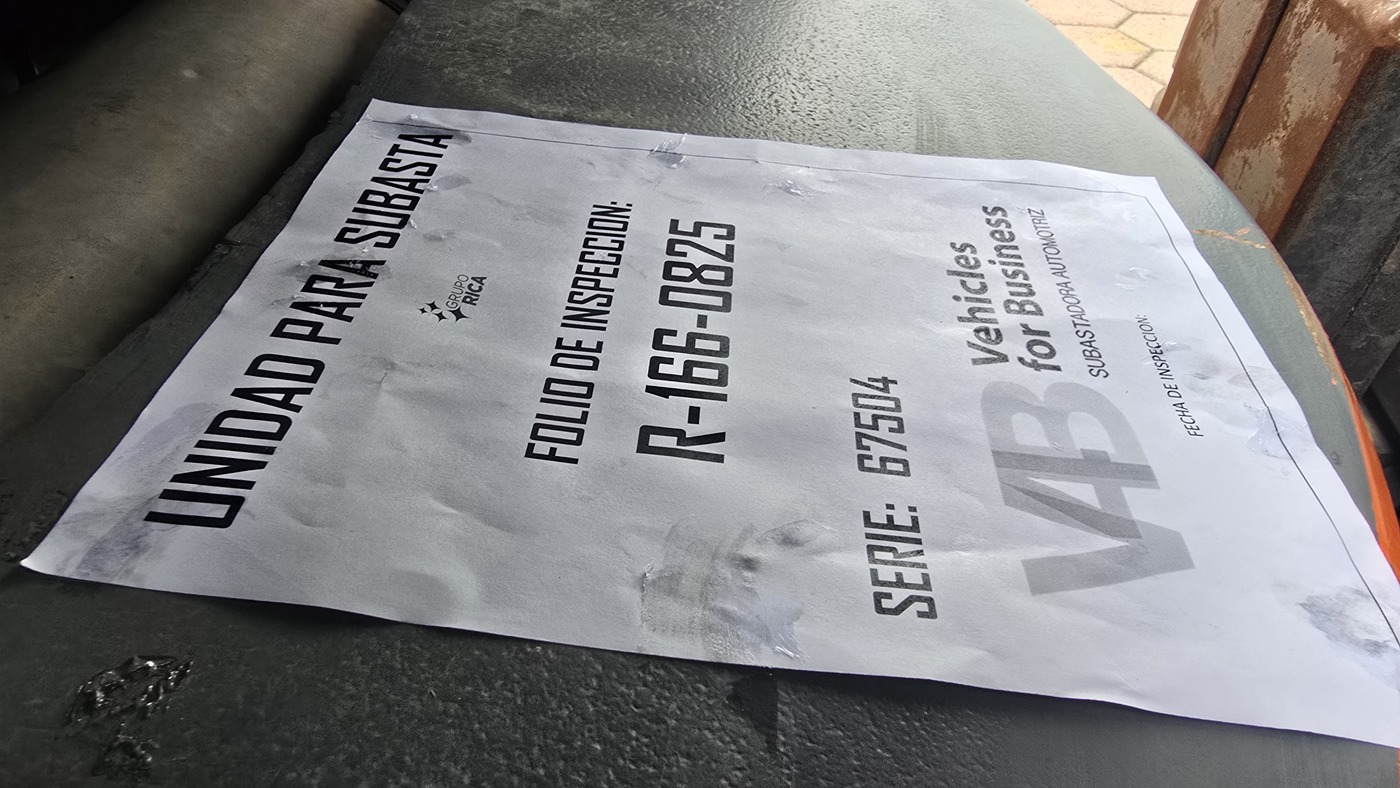 UNIDAD PARA SUBASTA
GRUPO
RICA
FOLIO DE INSPECCION:
R-166-0825
SERIE: 67504
V4B
Vehicles
for Business
SUBASTADORA AUTOMOTRIZ
FECHA DE INSPECCION: